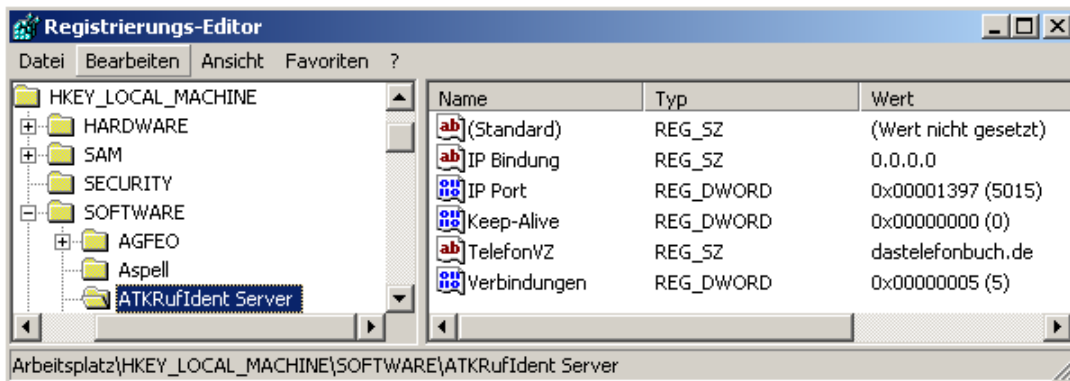 Registrierungs-Editor
Datei Bearbeiten Ansicht Favoriten ?
HKEY_LOCAL_MACHINE
HARDWARE
SAM
SECURITY
SOFTWARE
AGFEO
Aspell
ATKRufIdent Server
Name Typ Wert
(Standard) REG_SZ (Wert nicht gesetzt)
IP Bindung REG_SZ 0.0.0.0
IP Port REG_DWORD 0x00001397 (5015)
Keep-Alive REG_DWORD 0x00000000 (0)
TelefonVZ REG_SZ dastelefonbuch.de
Verbindungen REG_DWORD 0x00000005 (5)
Arbeitsplatz\HKEY_LOCAL_MACHINE\SOFTWARE\ATKRufIdent Server